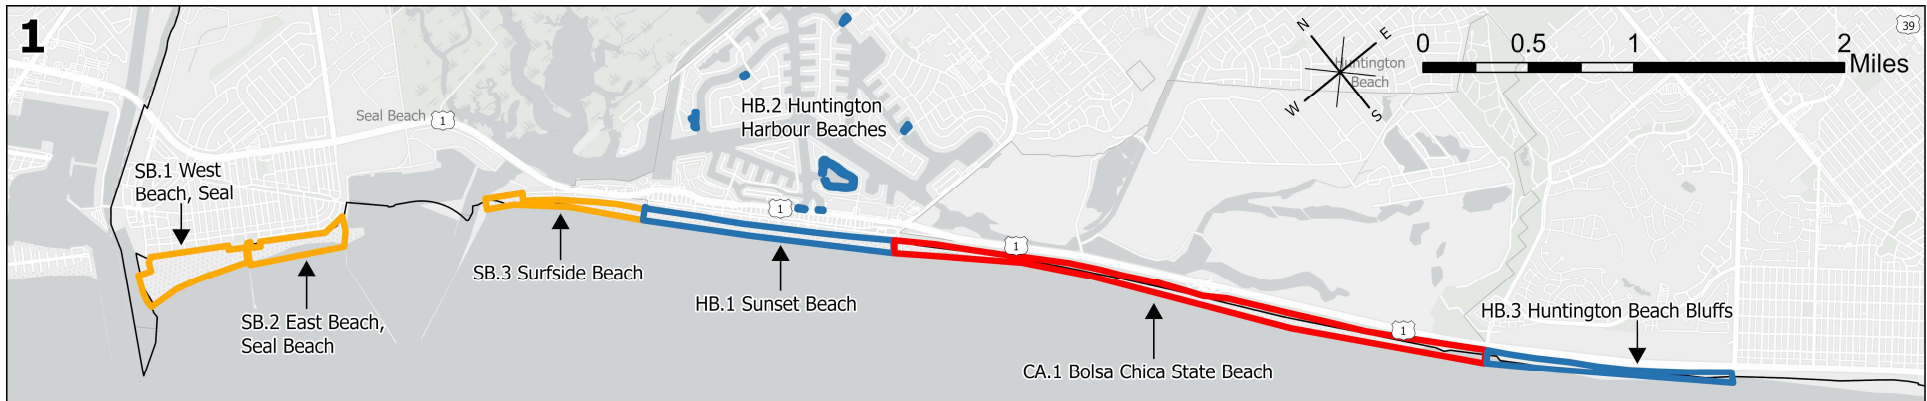 1
39
0 0.5 1 2
Miles
N
E
W
S
Huntington
Beach
HB.2 Huntington
Harbour Beaches
Seal Beach
1
SB.1 West
Beach, Seal
1
1
SB.3 Surfside Beach
HB.1 Sunset Beach
HB.3 Huntington Beach Bluffs
SB.2 East Beach,
Seal Beach
1
CA.1 Bolsa Chica State Beach